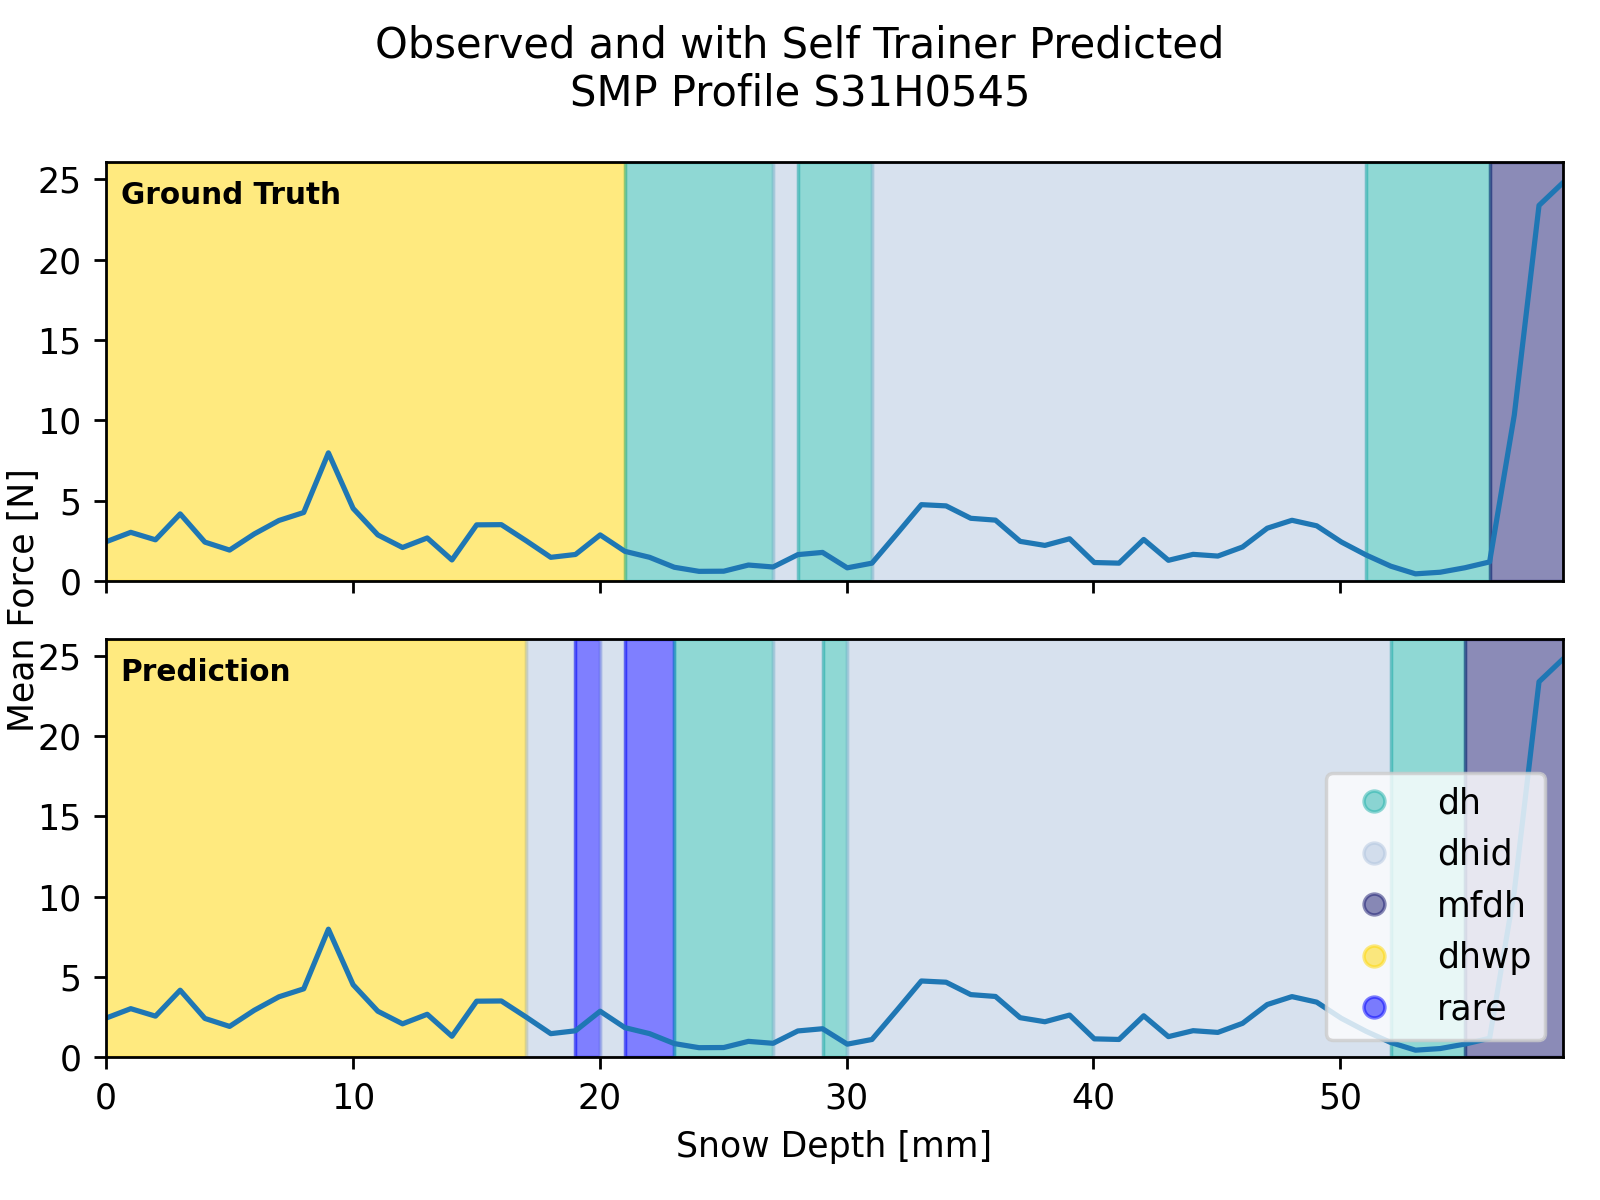 Observed and with Self Trainer Predicted
SMP Profile S31H0545
Mean Force [N]
25
20
15
10
5
0
Ground Truth
25
20
15
10
5
0
Prediction
dh
dhid
mfdh
dhwp
rare
0 10 20 30 40 50
Snow Depth [mm]